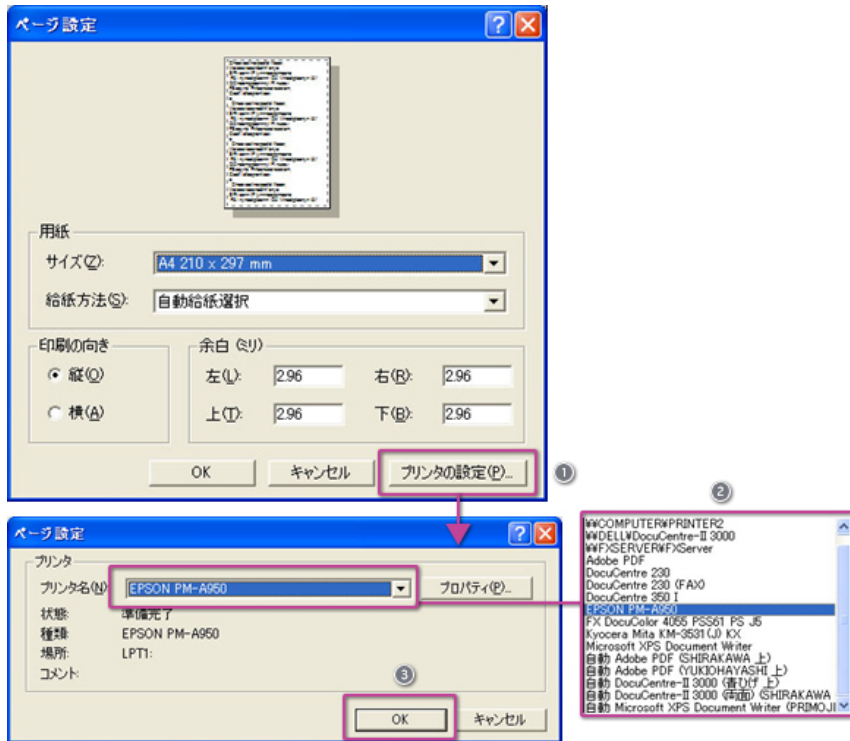 ページ設定
用紙
サイズ(Z):
A4 210 x 297 mm
給紙方法(S):
自動給紙選択
印刷の向き
縦(O)
横(A)
余白 (ミリ)
左(L):
2.96
右(R):
2.96
上(T):
2.96
下(B):
2.96
OK
キャンセル
プリンタの設定(P)...
1
ページ設定
プリンタ
プリンタ名(N):
EPSON PM-A950
プロパティ(P)...
状態:
準備完了
種類:
EPSON PM-A950
場所:
LPT1:
コメント:
3
OK
キャンセル
2
¥¥COMPUTER¥PRINTER2
¥¥DELL¥DocuCentre-II 3000
¥¥FXSERVER¥FXServer
Adobe PDF
DocuCentre 230
DocuCentre 230 (FAX)
DocuCentre 350 I
EPSON PM-A950
FX DocuColor 4055 PSS61 PS J5
Kyocera Mita KM-3531(J) KX
Microsoft XPS Document Writer
自動 Adobe PDF (SHIRAKAWA 上)
自動 Adobe PDF (YUKIOHAYASHI 上)
自動 DocuCentre-II 3000 (青ひげ 上)
自動 DocuCentre-II 3000 (両面) (SHIRAKAWA
自動 Microsoft XPS Document Writer (PRIMOJI